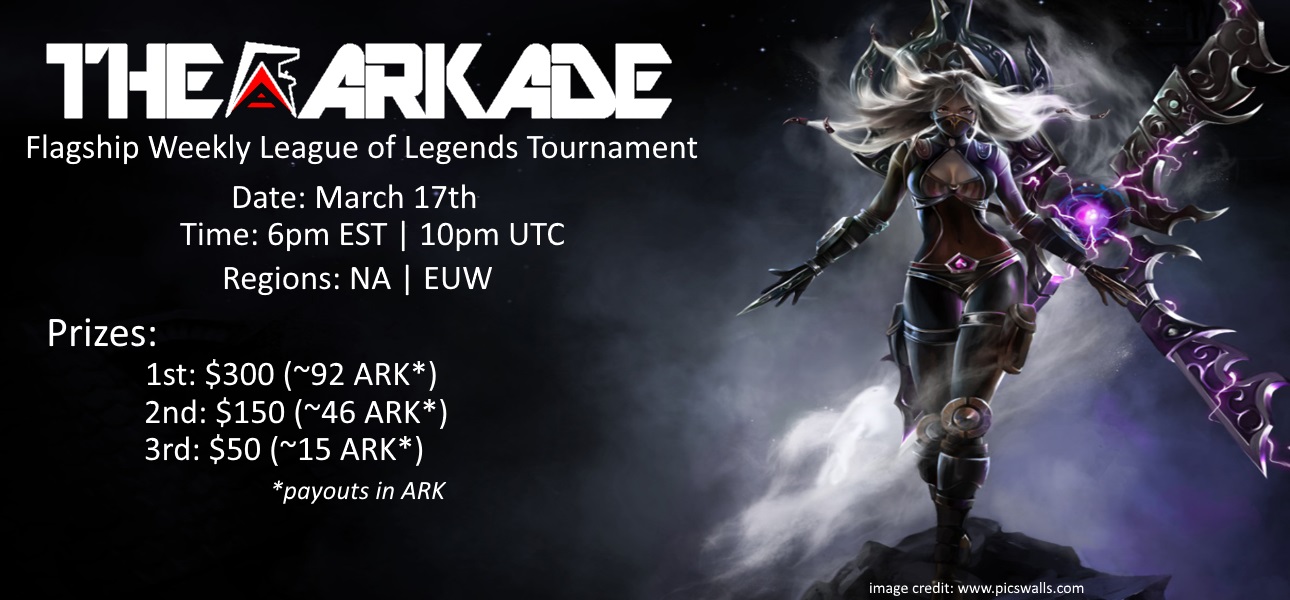 THE ARKADE
Flagship Weekly League of Legends Tournament
Date: March 17th
Time: 6pm EST | 10pm UTC
Regions: NA | EUW
Prizes:
1st: $300 (~92 ARK*)
2nd: $150 (~46 ARK*)
3rd: $50 (~15 ARK*)
*payouts in ARK
image credit: www.picswalls.com